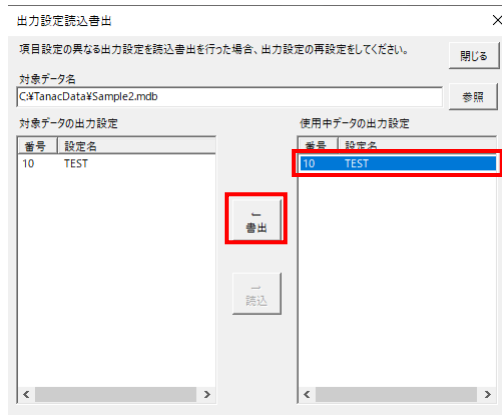 出力設定読込書出
項目設定の異なる出力設定を読込書出を行った場合、出力設定の再設定をしてください。
閉じる
対象データ名
C:¥TanacData¥Sample2.mdb
参照
対象データの出力設定
使用中データの出力設定
番号 設定名
10 TEST
番号 設定名
10 TEST
書出
読込